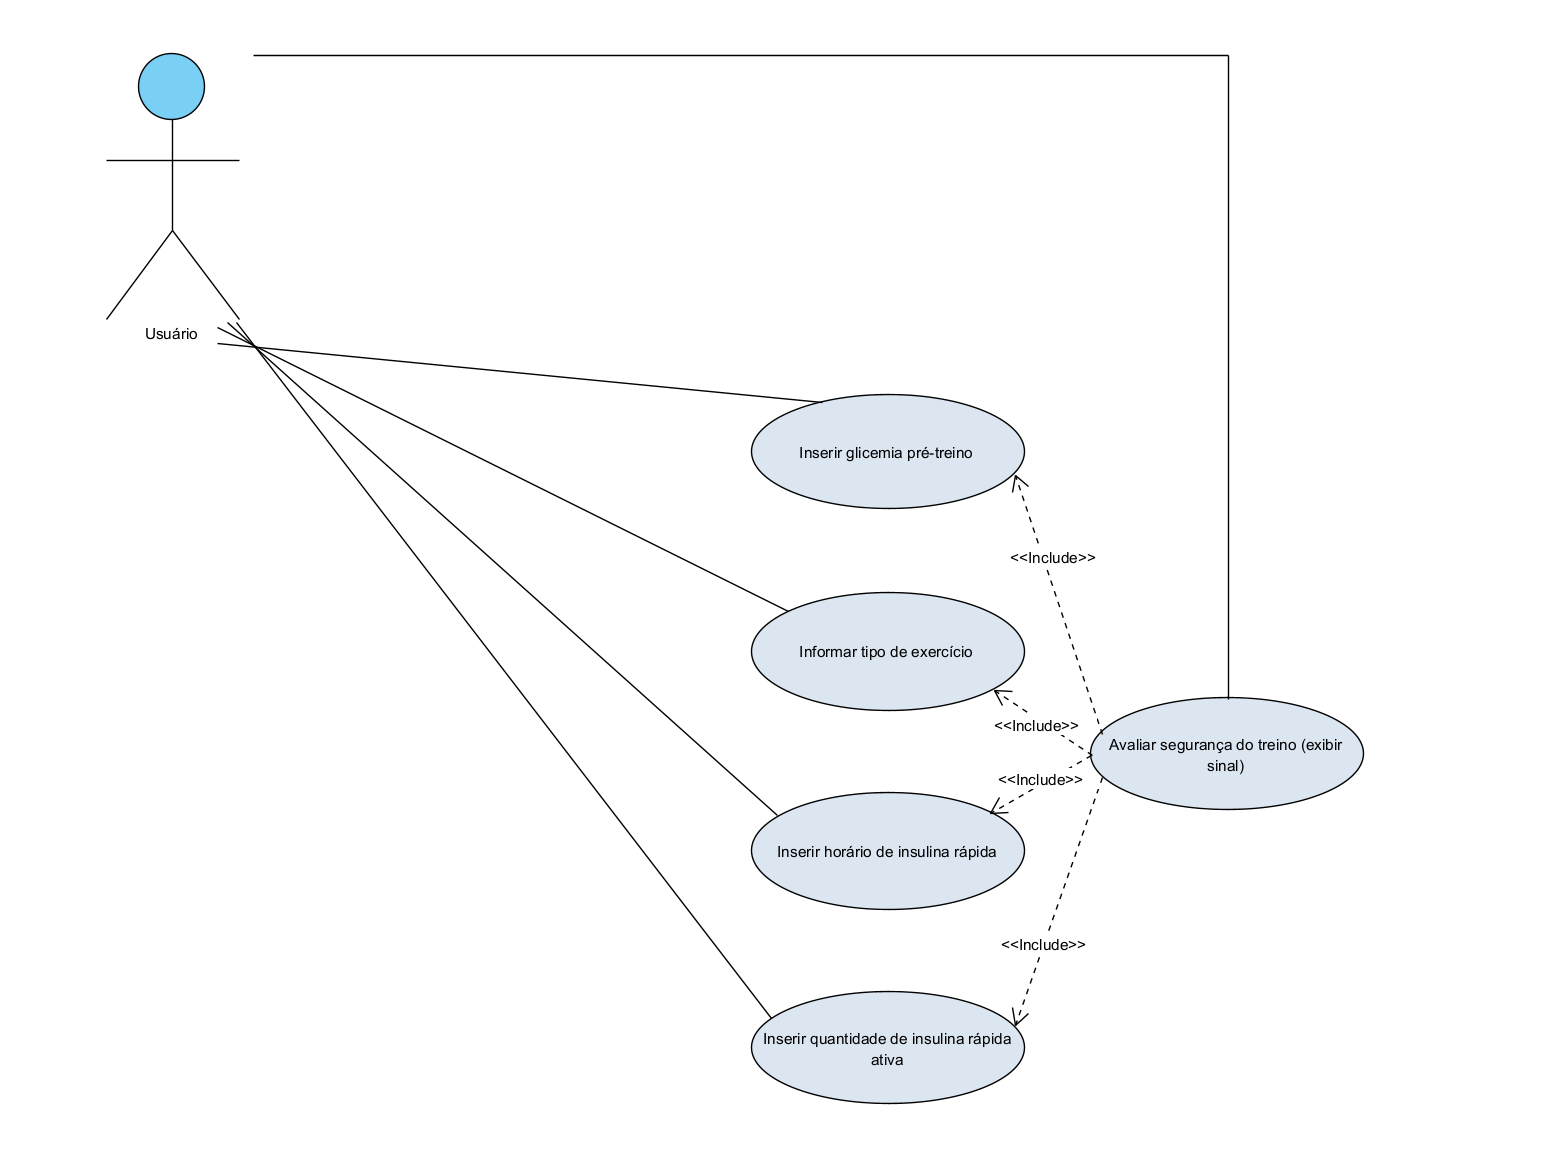 Usuário
Inserir glicemia pré-treino
<<Include>>
Informar tipo de exercício
<<Include>>
Avaliar segurança do treino (exibir
sinal)
<<Include>>
Inserir horário de insulina rápida
<<Include>>
Inserir quantidade de insulina rápida
ativa